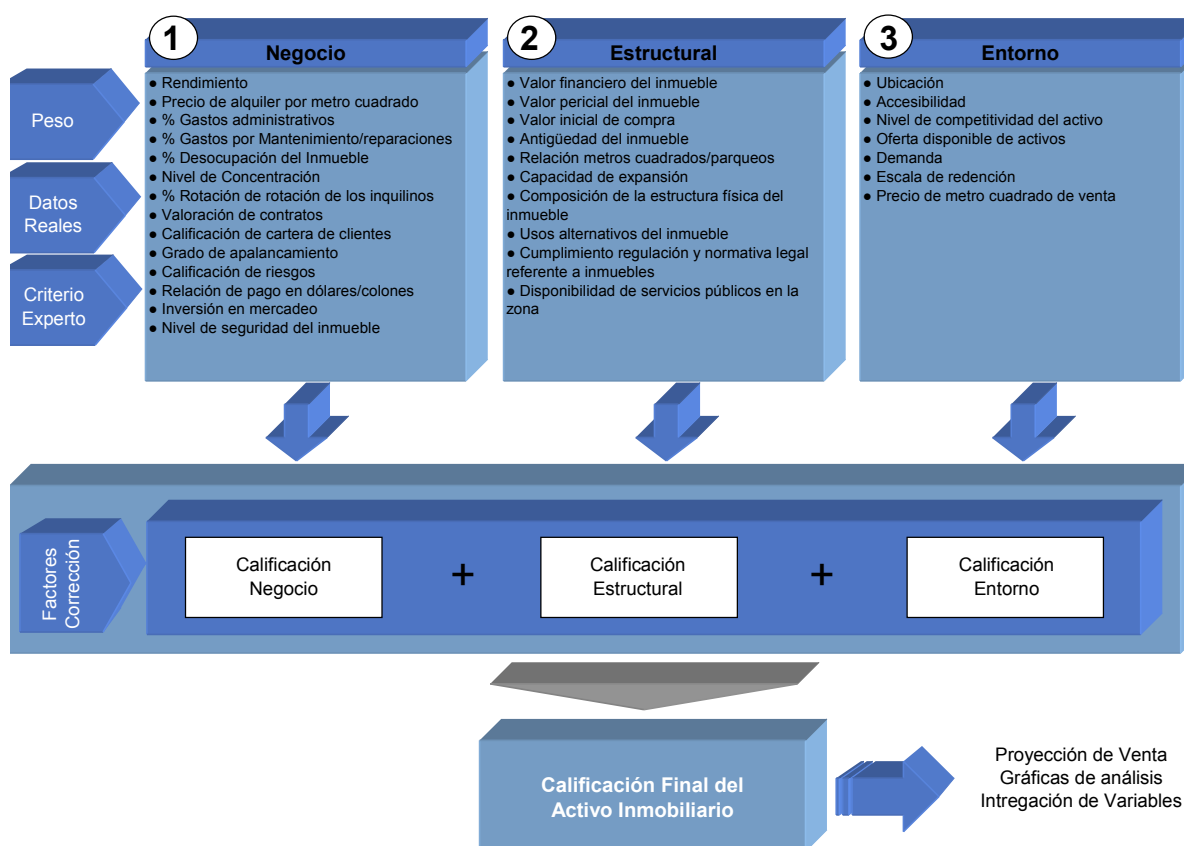 1
Negocio
2
Estructural
3
Entorno
Peso
Datos
Reales
Criterio
Experto
● Rendimiento
● Precio de alquiler por metro cuadrado
● % Gastos administrativos
● % Gastos por Mantenimiento/reparaciones
● % Desocupación del Inmueble
● Nivel de Concentración
● % Rotación de rotación de los inquilinos
● Valoración de contratos
● Calificación de cartera de clientes
● Grado de apalancamiento
● Calificación de riesgos
● Relación de pago en dólares/colones
● Inversión en mercadeo
● Nivel de seguridad del inmueble
● Valor financiero del inmueble
● Valor pericial del inmueble
● Valor inicial de compra
● Antigüedad del inmueble
● Relación metros cuadrados/parqueos
● Capacidad de expansión
● Composición de la estructura física del
inmueble
● Usos alternativos del inmueble
● Cumplimiento regulación y normativa legal
referente a inmuebles
● Disponibilidad de servicios públicos en la
zona
● Ubicación
● Accesibilidad
● Nivel de competitividad del activo
● Oferta disponible de activos
● Demanda
● Escala de redención
● Precio de metro cuadrado de venta
Factores
Corrección
Calificación
Negocio
+
Calificación
Estructural
+
Calificación
Entorno
Calificación Final del
Activo Inmobiliario
Proyección de Venta
Gráficas de análisis
Intregación de Variables